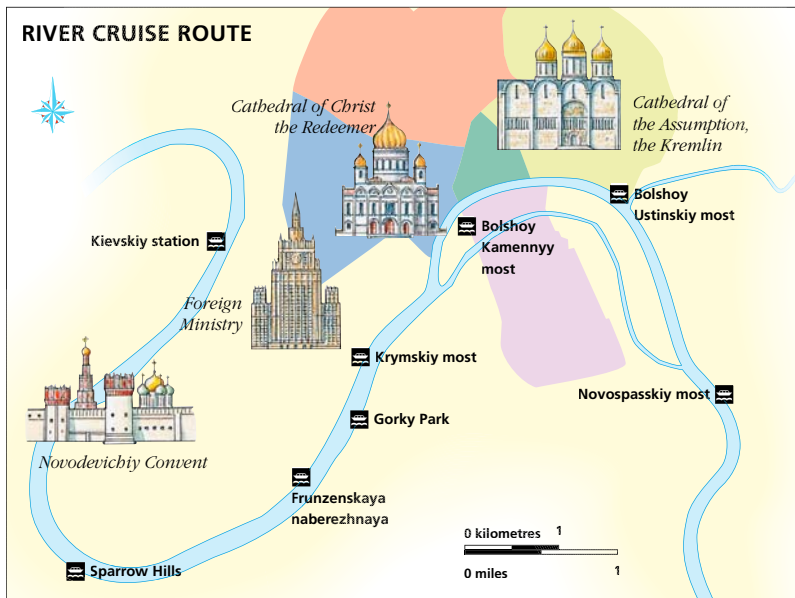 RIVER CRUISE ROUTE
Cathedral of Christ
the Redeemer
Cathedral of
the Assumption,
the Kremlin
Bolshoy
Ustinskiy most
Kievskiy station
Bolshoy
Kamennyy
most
Foreign
Ministry
Krymskiy most
Novospasskiy most
Gorky Park
Novodevichiy Convent
Frunzenskaya
naberezhnaya
Sparrow Hills
0 kilometres 1
0 miles 1